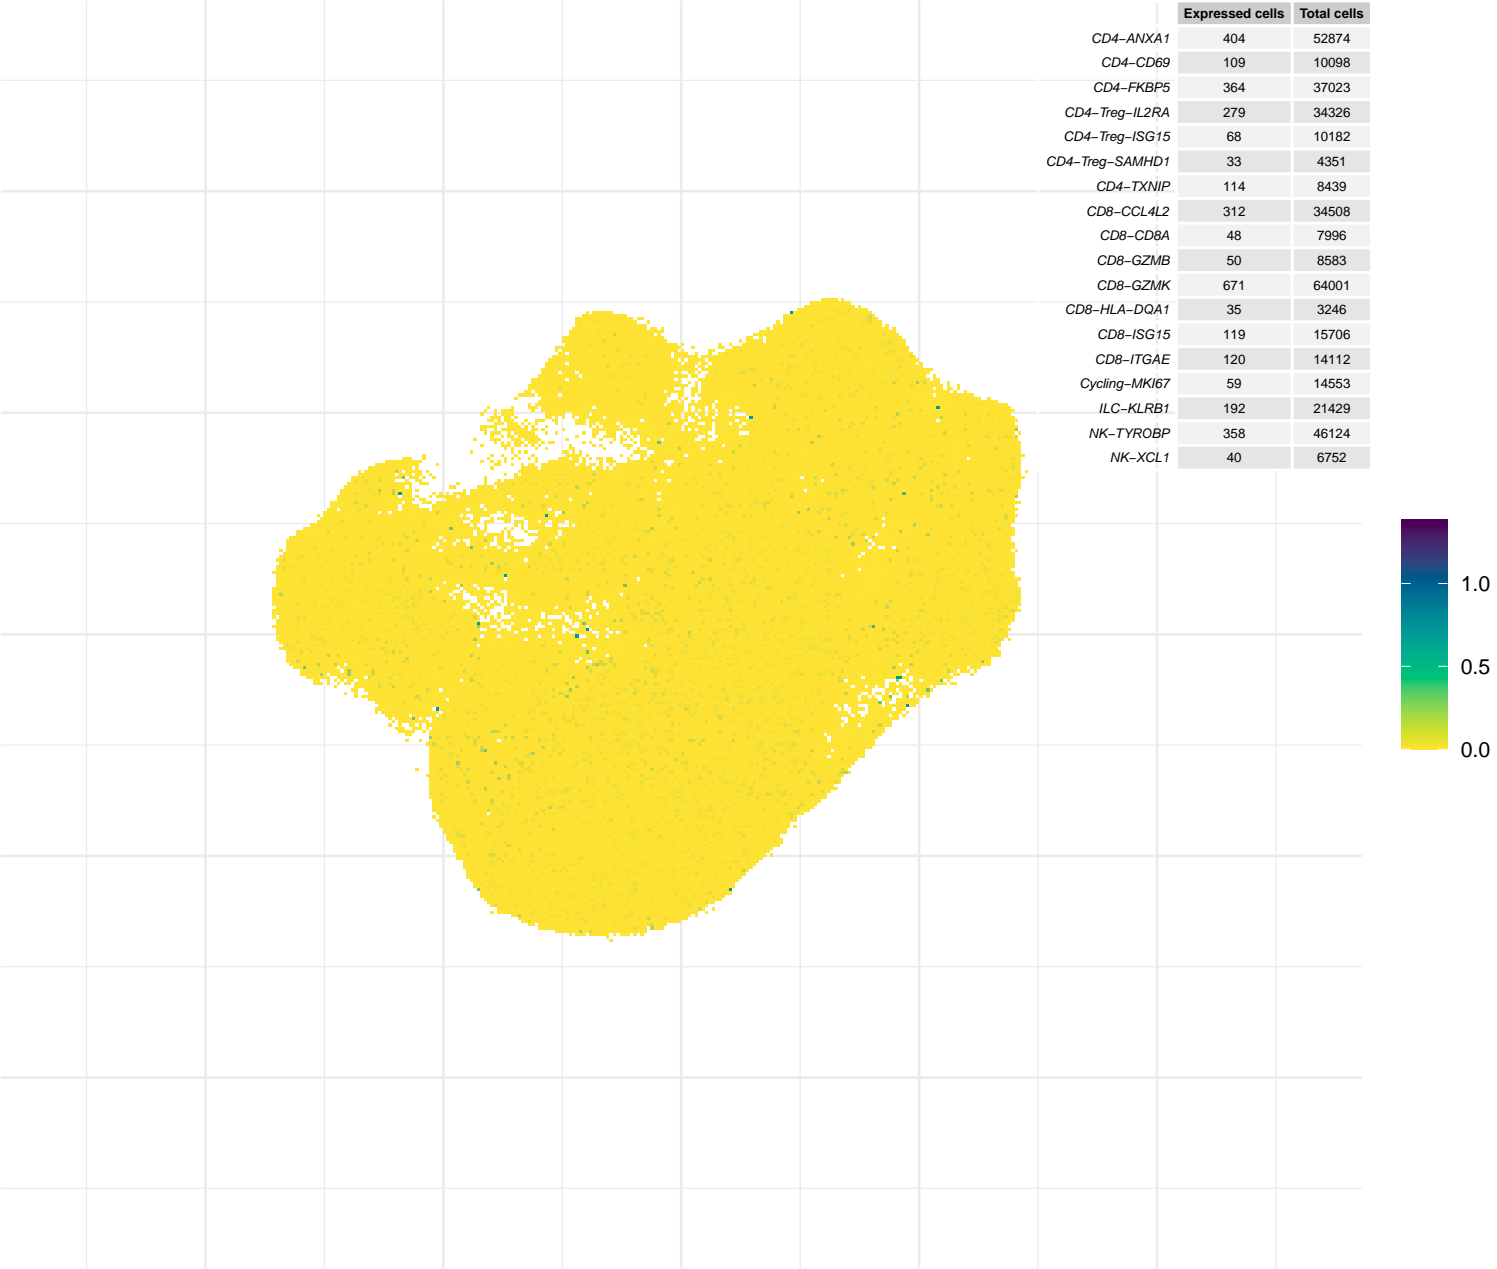 Expressed cells Total cells
CD4−ANXA1 404 52874
CD4−CD69 109 10098
CD4−FKBP5 364 37023
CD4−Treg−IL2RA 279 34326
CD4−Treg−ISG15 68 10182
CD4−Treg−SAMHD1 33 4351
CD4−TXNIP 114 8439
CD8−CCL4L2 312 34508
CD8−CD8A 48 7996
CD8−GZMB 50 8583
CD8−GZMK 671 64001
CD8−HLA−DQA1 35 3246
CD8−ISG15 119 15706
CD8−ITGAE 120 14112
Cycling−MKI67 59 14553
ILC−KLRB1 192 21429
NK−TYROBP 358 46124
NK−XCL1 40 6752
1.0
0.5
0.0